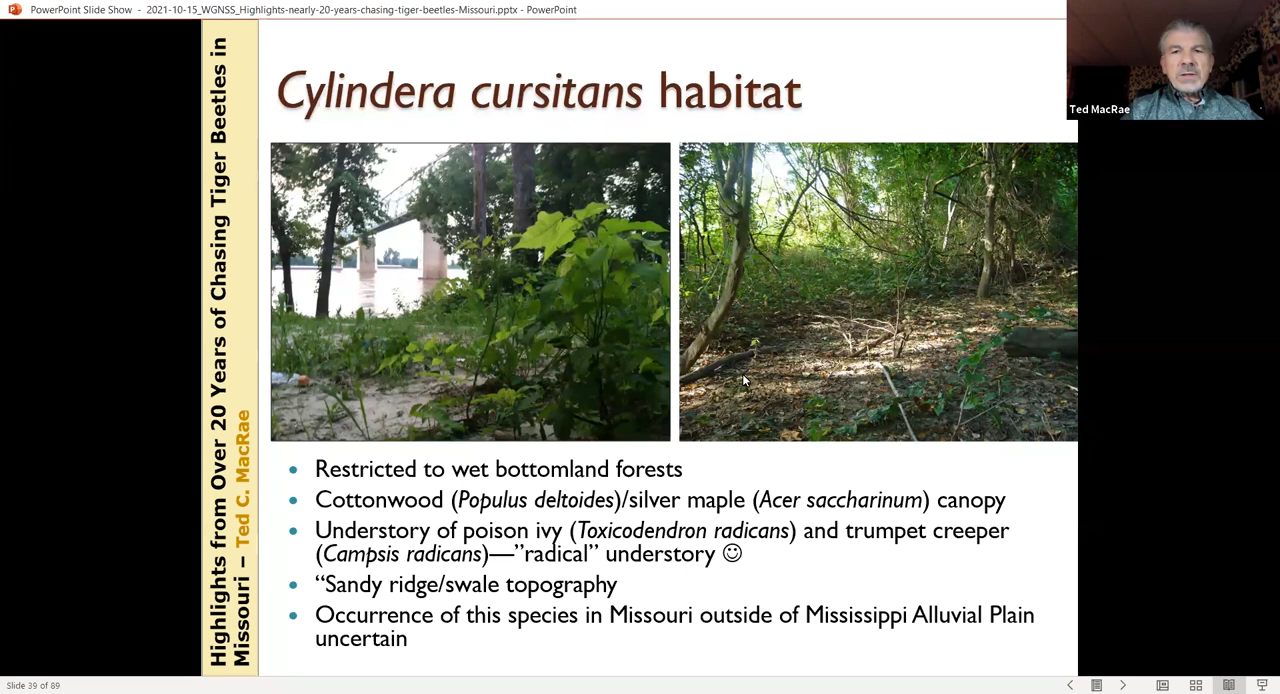 PowerPoint Slide Show - 2021-10-15_WGNSS_Highlights-nearly-20-years-chasing-tiger-beetles-Missouri.pptx - PowerPoint
Ted MacRae
Highlights from Over 20 Years of Chasing Tiger Beetles in
Missouri – Ted C. MacRae
Cylindera cursitans habitat
• Restricted to wet bottomland forests
• Cottonwood (Populus deltoides)/silver maple (Acer saccharinum) canopy
• Understory of poison ivy (Toxicodendron radicans) and trumpet creeper
(Campsis radicans)—”radical” understory ☺
• “Sandy ridge/swale topography
• Occurrence of this species in Missouri outside of Mississippi Alluvial Plain
uncertain
Slide 39 of 89